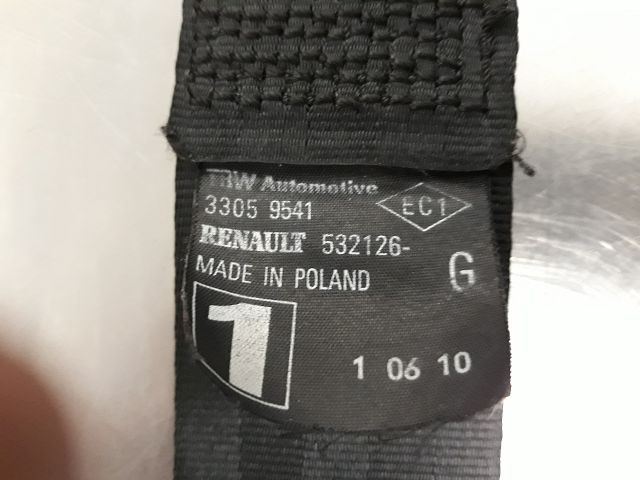 TRW Automotive
3305 9541
EC1
RENAULT 532126-
MADE IN POLAND
G
1
1 06 10